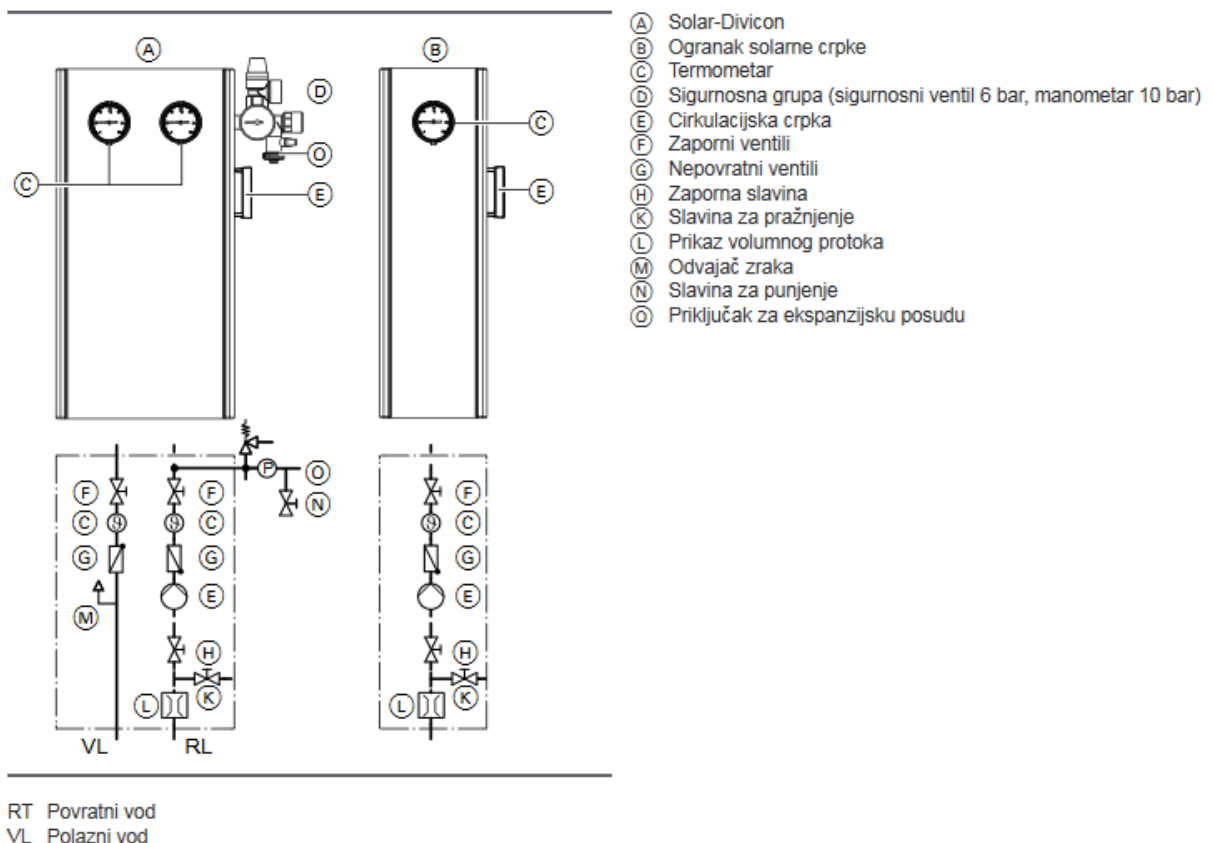 A
B
D
C
C
O
E
E
A Solar-Divicon
B Ogranak solarne crpke
C Termometar
D Sigurnosna grupa (sigurnosni ventil 6 bar, manometar 10 bar)
E Cirkulacijska crpka
F Zaporni ventili
G Nepovratni ventili
H Zaporna slavina
K Slavina za pražnjenje
L Prikaz volumnog protoka
M Odvajač zraka
N Slavina za punjenje
O Priključak za ekspanzijsku posudu
P O
F F N F
C C C
G G G
E E
M
H H
L K L K
VL RL
RT Povratni vod
VL Polazni vod